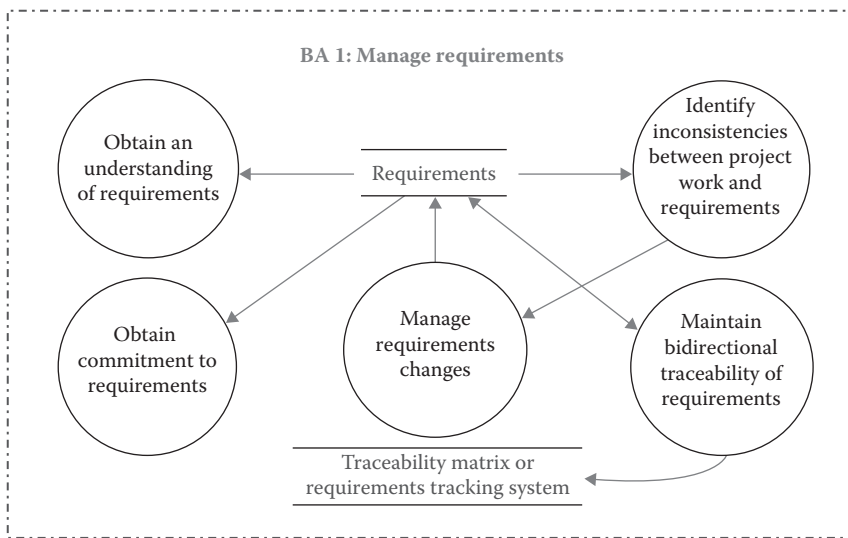 BA 1: Manage requirements
Obtain an
understanding
of requirements
Requirements
Identify
inconsistencies
between project
work and
requirements
Obtain
commitment to
requirements
Manage
requirements
changes
Maintain
bidirectional
traceability of
requirements
Traceability matrix or
requirements tracking system